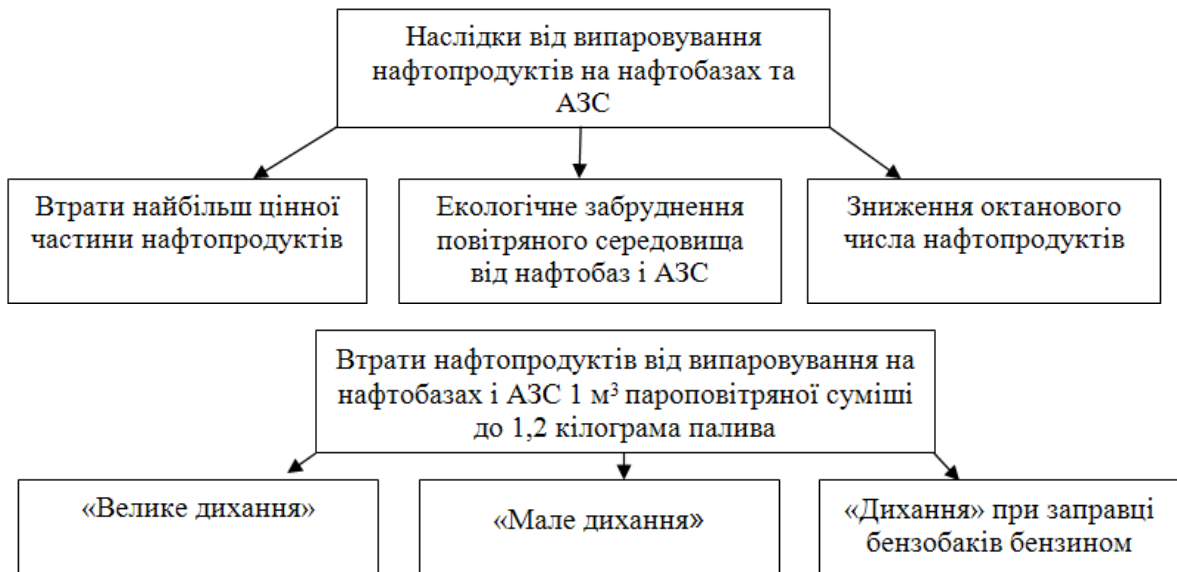 Наслідки від випаровування
нафтопродуктів на нафтобазах та
АЗС
Втрати найбільш цінної
частини нафтопродуктів
Екологічне забруднення
повітряного середовища
від нафтобаз і АЗС
Зниження октанового
числа нафтопродуктів
Втрати нафтопродуктів від випаровування на
нафтобазах і АЗС 1 м³ пароповітряної суміші
до 1,2 кілограма палива
«Велике дихання»
«Мале дихання»
«Дихання» при заправці
бензобаків бензином